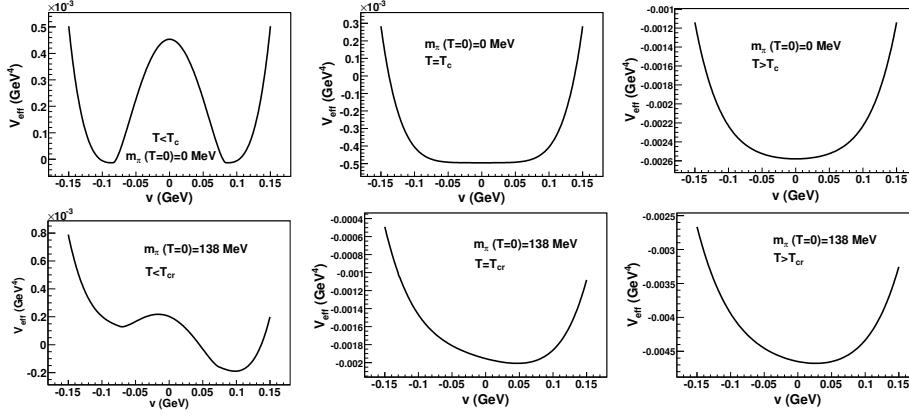 ×10⁻³
0.5
0.4
0.3
0.2
0.1
0
V_eff (GeV⁴)
T<T_c
m_π (T=0)=0 MeV
-0.15 -0.1 -0.05 0 0.05 0.1 0.15
v (GeV)
×10⁻³
0.3
0.2
0.1
0
-0.1
-0.2
-0.3
-0.4
-0.5
V_eff (GeV⁴)
m_π (T=0)=0 MeV
T=T_c
-0.15 -0.1 -0.05 0 0.05 0.1 0.15
v (GeV)
-0.001
-0.0012
-0.0014
-0.0016
-0.0018
-0.002
-0.0022
-0.0024
-0.0026
V_eff (GeV⁴)
m_π (T=0)=0 MeV
T>T_c
-0.15 -0.1 -0.05 0 0.05 0.1 0.15
v (GeV)
×10⁻³
0.8
0.6
0.4
0.2
0
0.2
V_eff (GeV⁴)
m_π (T=0)=138 MeV
T<T_cr
-0.15 -0.1 -0.05 0 0.05 0.1 0.15
v (GeV)
-0.0004
-0.0006
-0.0008
-0.001
-0.0012
-0.0014
-0.0016
-0.0018
-0.002
V_eff (GeV⁴)
m_π (T=0)=138 MeV
T=T_cr
-0.15 -0.1 -0.05 0 0.05 0.1 0.15
v (GeV)
-0.0025
-0.003
-0.0035
-0.004
-0.0045
V_eff (GeV⁴)
m_π (T=0)=138 MeV
T>T_cr
-0.15 -0.1 -0.05 0 0.05 0.1 0.15
v (GeV)